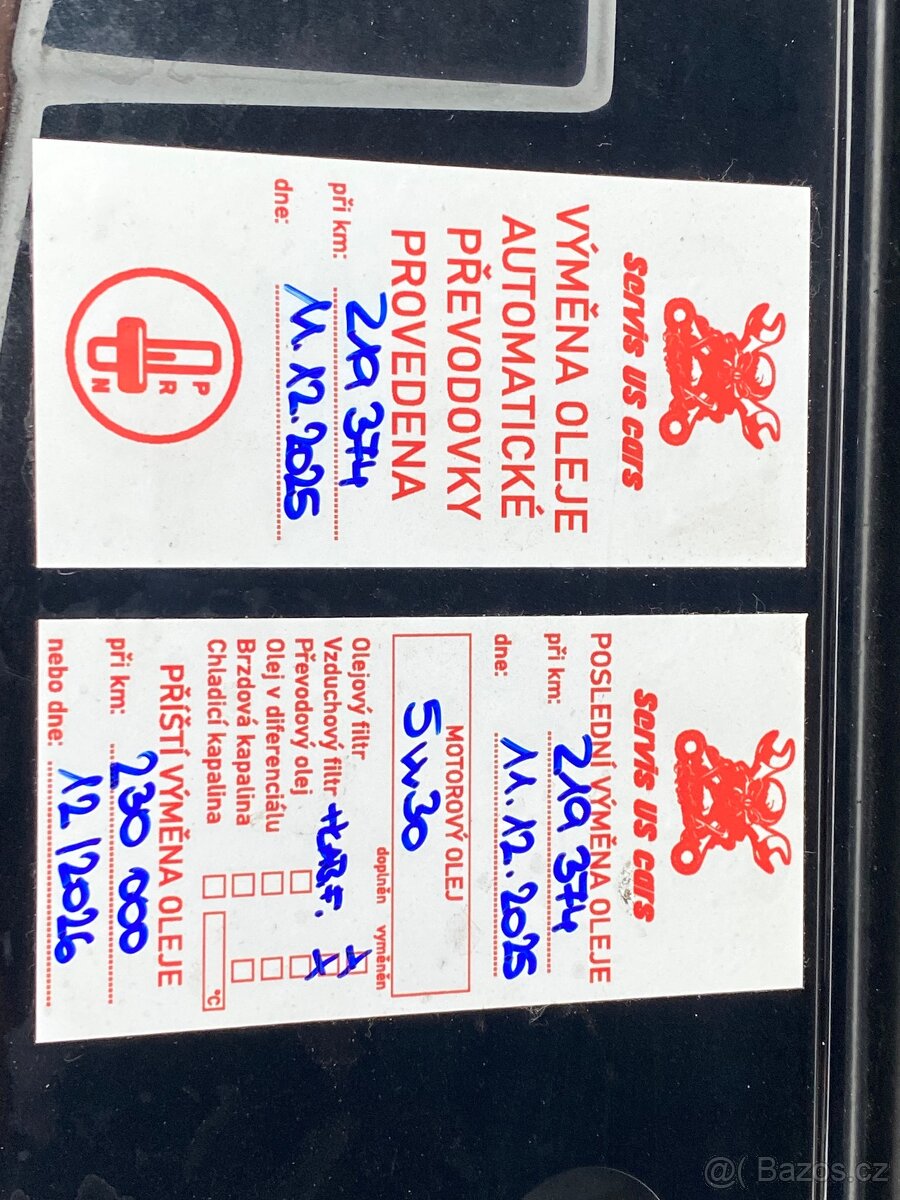 servis us cars
VÝMĚNA OLEJE
AUTOMATICKÉ
PŘEVODOVKY
PROVEDENA
při km: 219 374
dne: 11.12.2025
P
R
N
servis us cars
POSLEDNÍ VÝMĚNA OLEJE
při km: 219 374
dne: 11.12.2025
MOTOROVÝ OLEJ
5W30
doplněn vyměněn
Olejový filtr x
Vzduchový filtr + KAB.F. x
Převodový olej
Olej v diferenciálu
Brzdová kapalina
Chladicí kapalina °C
PŘÍŠTÍ VÝMĚNA OLEJE
při km: 230 000
nebo dne: 12/2026
@( Bazos.cz